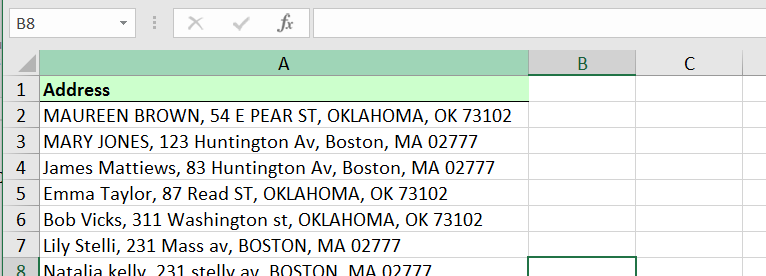 B8 fx
A B C
1 Address
2 MAUREEN BROWN, 54 E PEAR ST, OKLAHOMA, OK 73102
3 MARY JONES, 123 Huntington Av, Boston, MA 02777
4 James Mattiews, 83 Huntington Av, Boston, MA 02777
5 Emma Taylor, 87 Read ST, OKLAHOMA, OK 73102
6 Bob Vicks, 311 Washington st, OKLAHOMA, OK 73102
7 Lily Stelli, 231 Mass av, BOSTON, MA 02777
8 Natalia kelly, 231 stelly av, BOSTON, MA 02777